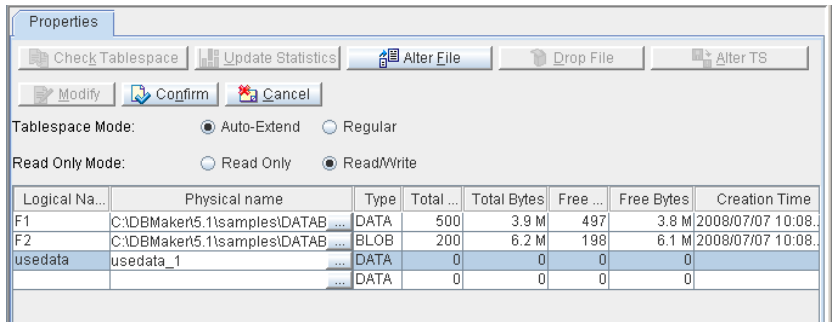 Properties
Check Tablespace Update Statistics Alter File Drop File Alter TS
Modify Confirm Cancel
Tablespace Mode: Auto-Extend Regular
Read Only Mode: Read Only Read/Write
Logical Na... Physical name Type Total ... Total Bytes Free ... Free Bytes Creation Time
F1 C:\DBMaker\5.1\samples\DATAB ... DATA 500 3.9 M 497 3.8 M 2008/07/07 10:08..
F2 C:\DBMaker\5.1\samples\DATAB ... BLOB 200 6.2 M 198 6.1 M 2008/07/07 10:08..
usedata usedata_1 ... DATA 0 0 0 0
... DATA 0 0 0 0